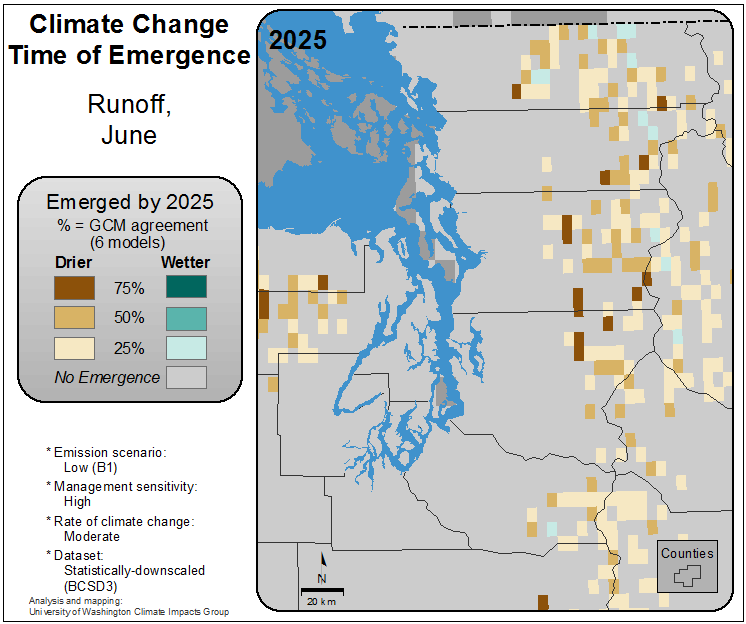 Climate Change
Time of Emergence
Runoff,
June
Emerged by 2025
% = GCM agreement
(6 models)
Drier Wetter
75%
50%
25%
No Emergence
* Emission scenario:
Low (B1)
* Management sensitivity:
High
* Rate of climate change:
Moderate
* Dataset:
Statistically-downscaled
(BCSD3)
Analysis and mapping:
University of Washington Climate Impacts Group
2025
N
20 km
Counties